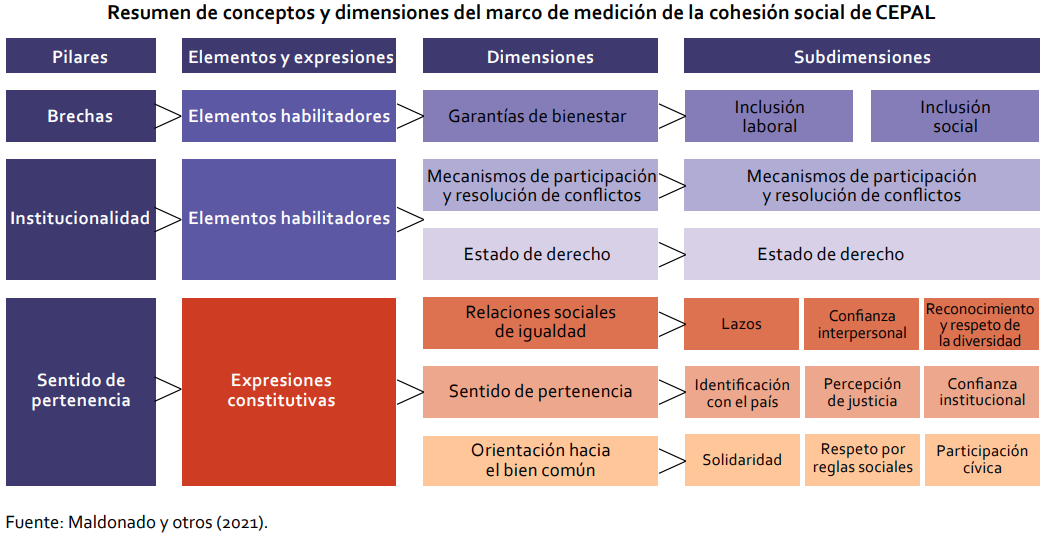 Resumen de conceptos y dimensiones del marco de medición de la cohesión social de CEPAL
Pilares
Elementos y expresiones
Dimensiones
Subdimensiones
Brechas
Elementos habilitadores
Garantías de bienestar
Inclusión
laboral
Inclusión
social
Institucionalidad
Elementos habilitadores
Mecanismos de participación
y resolución de conflictos
Mecanismos de participación
y resolución de conflictos
Estado de derecho
Estado de derecho
Sentido de
pertenencia
Expresiones
constitutivas
Relaciones sociales
de igualdad
Lazos
Confianza
interpersonal
Reconocimiento
y respeto de
la diversidad
Sentido de pertenencia
Identificación
con el país
Percepción
de justicia
Confianza
institucional
Orientación hacia
el bien común
Solidaridad
Respeto por
reglas sociales
Participación
cívica
Fuente: Maldonado y otros (2021).